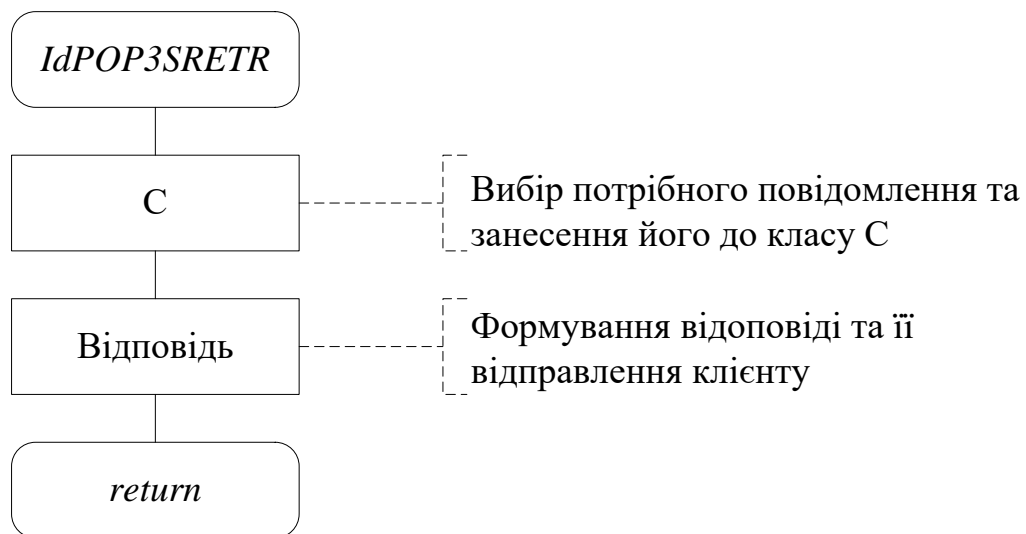 IdPOP3SRETR
С
Вибір потрібного повідомлення та
занесення його до класу С
Відповідь
Формування відоповіді та її
відправлення клієнту
return